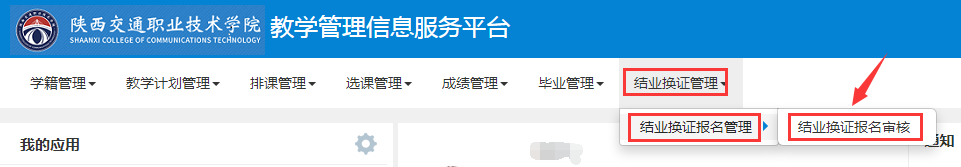 陕西交通职业技术学院
SHAANXI COLLEGE OF COMMUNICATIONS TECHNOLOGY
教学管理信息服务平台
学籍管理 教学计划管理 排课管理 选课管理 成绩管理 毕业管理 结业换证管理
结业换证报名管理 结业换证报名审核
我的应用 通知